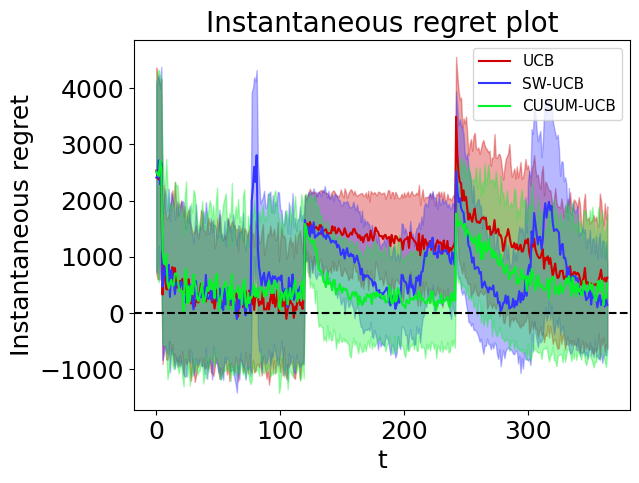 Instantaneous regret plot
UCB
SW-UCB
CUSUM-UCB
Instantaneous regret
4000
3000
2000
1000
0
−1000
0 100 200 300
t